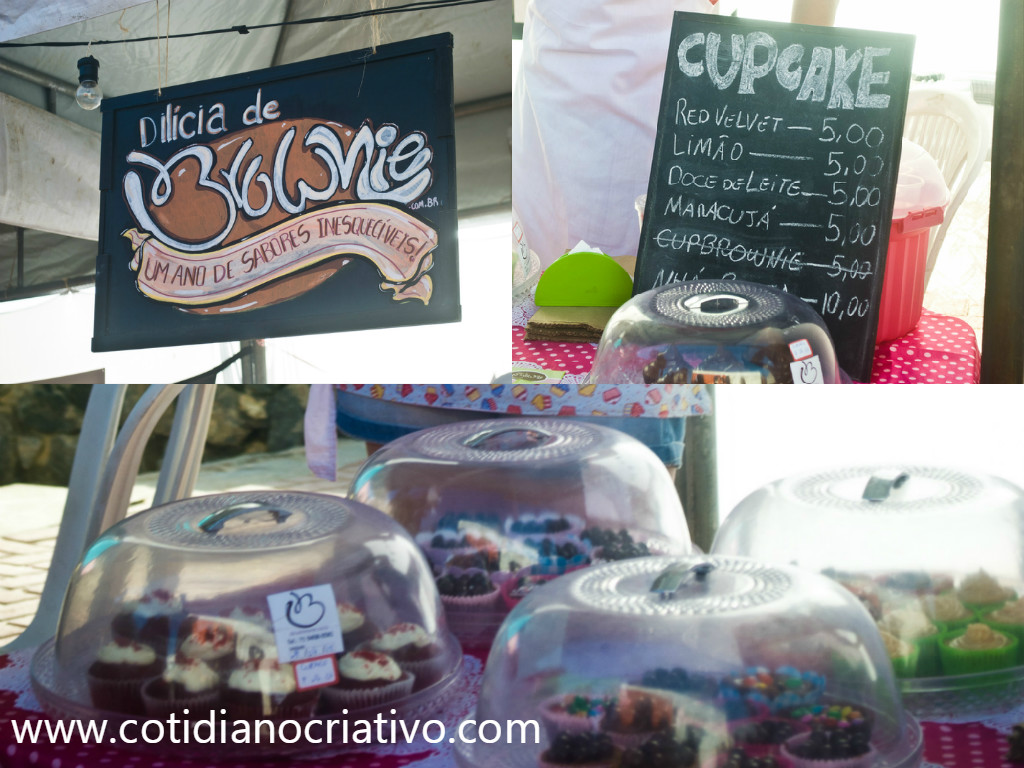 Dilícia de
Brownie
.com.br
UM ANO DE SABORES INESQUECÍVEIS!
CUPCAKE
RED VELVET — 5,00
LIMÃO — 5,00
DOCE DE LEITE — 5,00
MARACUJÁ — 5,00
CUPBROWNIE — 5,00
10,00
www.cotidianocriativo.com